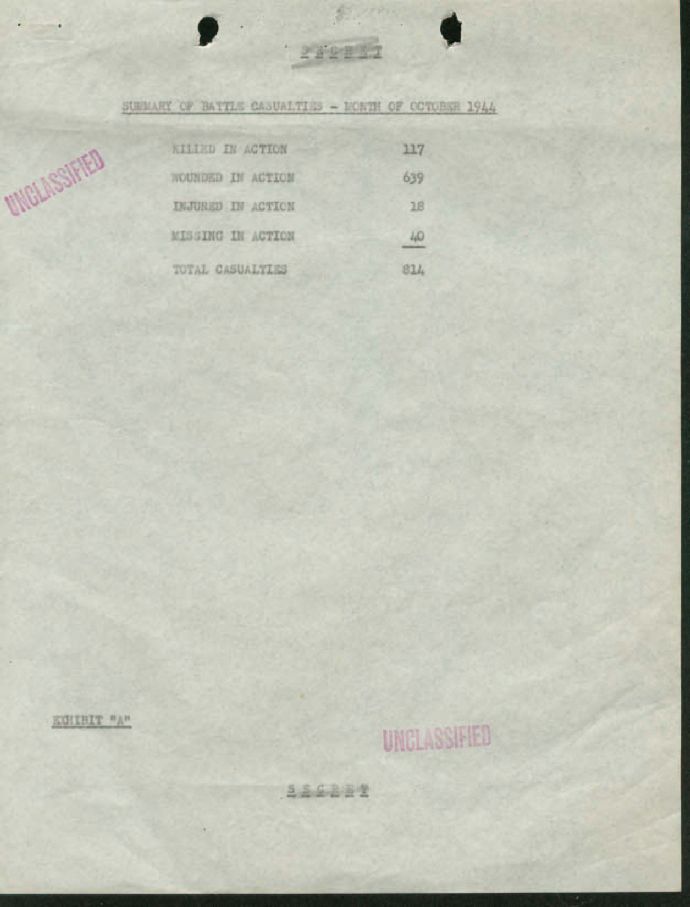 SECRET
SUMMARY OF BATTLE CASUALTIES - MONTH OF OCTOBER 1944
UNCLASSIFIED
KILLED IN ACTION 117
WOUNDED IN ACTION 639
INJURED IN ACTION 18
MISSING IN ACTION 40
TOTAL CASUALTIES 814
EXHIBIT "A"
UNCLASSIFIED
SECRET